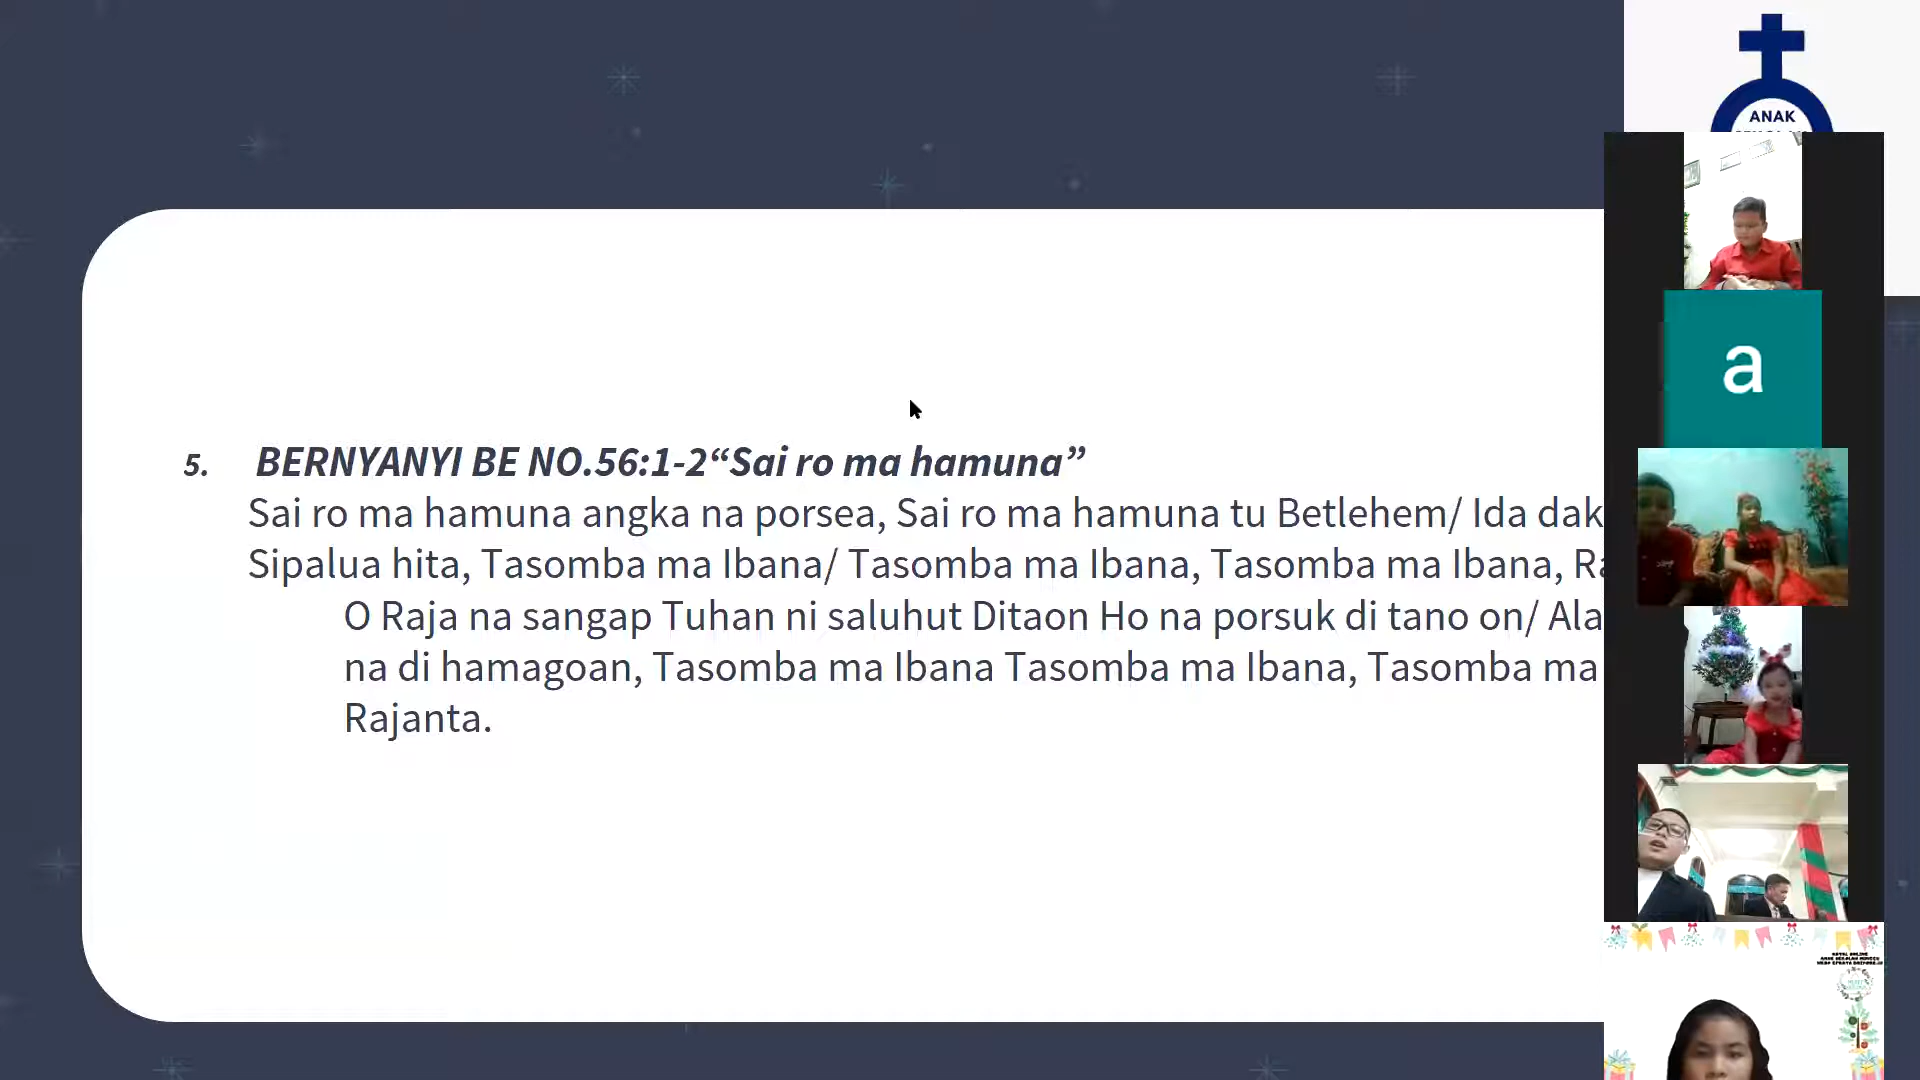 ANAK
5. BERNYANYI BE NO.56:1-2“Sai ro ma hamuna”
Sai ro ma hamuna angka na porsea, Sai ro ma hamuna tu Betlehem/ Ida
Sipalua hita, Tasomba ma Ibana/ Tasomba ma Ibana, Tasomba ma Ibana,
O Raja na sangap Tuhan ni saluhut Ditaon Ho na porsuk di tano on/
na di hamagoan, Tasomba ma Ibana Tasomba ma Ibana, Tasomba ma
Rajanta.
a